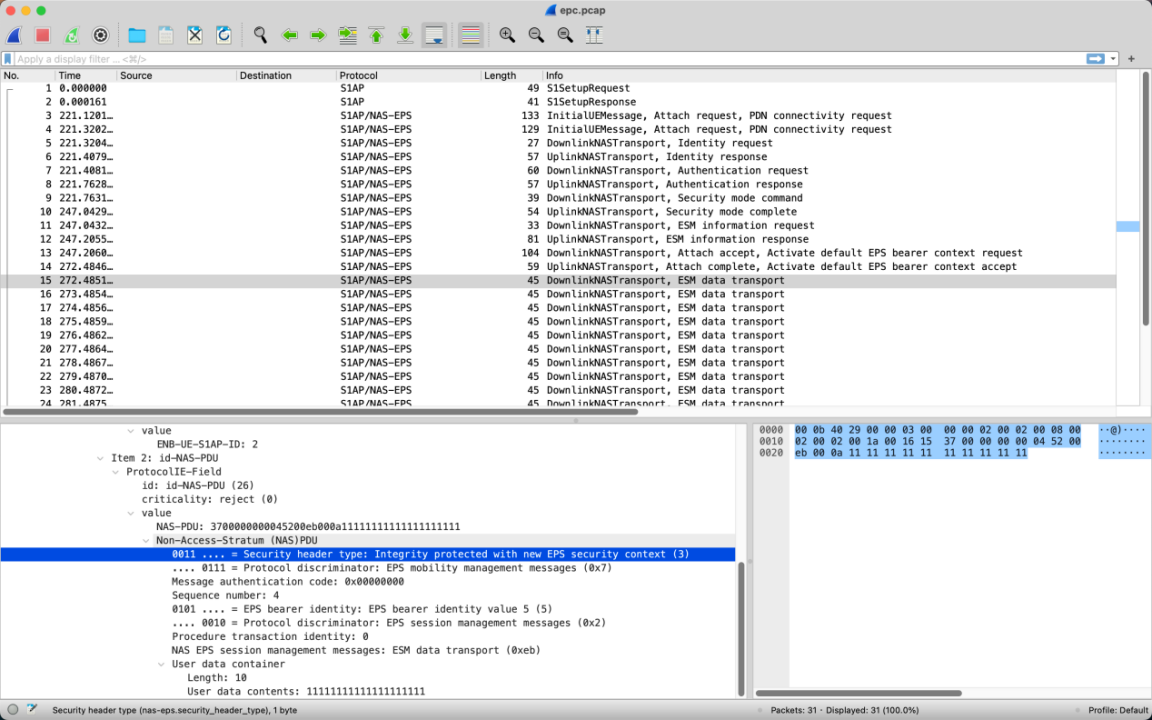 epc.pcap
Apply a display filter ... <⌘/>
+
No. Time Source Destination Protocol Length Info
1 0.000000 S1AP 49 S1SetupRequest
2 0.000161 S1AP 41 S1SetupResponse
3 221.1201… S1AP/NAS-EPS 133 InitialUEMessage, Attach request, PDN connectivity request
4 221.3202… S1AP/NAS-EPS 129 InitialUEMessage, Attach request, PDN connectivity request
5 221.3204… S1AP/NAS-EPS 27 DownlinkNASTransport, Identity request
6 221.4079… S1AP/NAS-EPS 57 UplinkNASTransport, Identity response
7 221.4081… S1AP/NAS-EPS 60 DownlinkNASTransport, Authentication request
8 221.7628… S1AP/NAS-EPS 57 UplinkNASTransport, Authentication response
9 221.7631… S1AP/NAS-EPS 39 DownlinkNASTransport, Security mode command
10 247.0429… S1AP/NAS-EPS 54 UplinkNASTransport, Security mode complete
11 247.0432… S1AP/NAS-EPS 33 DownlinkNASTransport, ESM information request
12 247.2055… S1AP/NAS-EPS 81 UplinkNASTransport, ESM information response
13 247.2060… S1AP/NAS-EPS 104 DownlinkNASTransport, Attach accept, Activate default EPS bearer context request
14 272.4846… S1AP/NAS-EPS 59 UplinkNASTransport, Attach complete, Activate default EPS bearer context accept
15 272.4851… S1AP/NAS-EPS 45 DownlinkNASTransport, ESM data transport
16 273.4854… S1AP/NAS-EPS 45 DownlinkNASTransport, ESM data transport
17 274.4856… S1AP/NAS-EPS 45 DownlinkNASTransport, ESM data transport
18 275.4859… S1AP/NAS-EPS 45 DownlinkNASTransport, ESM data transport
19 276.4862… S1AP/NAS-EPS 45 DownlinkNASTransport, ESM data transport
20 277.4864… S1AP/NAS-EPS 45 DownlinkNASTransport, ESM data transport
21 278.4867… S1AP/NAS-EPS 45 DownlinkNASTransport, ESM data transport
22 279.4870… S1AP/NAS-EPS 45 DownlinkNASTransport, ESM data transport
23 280.4872… S1AP/NAS-EPS 45 DownlinkNASTransport, ESM data transport
24 281.4875 S1AP/NAS-EPS 45 DownlinkNASTransport, ESM data transport
value
ENB-UE-S1AP-ID: 2
Item 2: id-NAS-PDU
ProtocolIE-Field
id: id-NAS-PDU (26)
criticality: reject (0)
value
NAS-PDU: 3700000000045200eb000a11111111111111111111
Non-Access-Stratum (NAS)PDU
0011 .... = Security header type: Integrity protected with new EPS security context (3)
.... 0111 = Protocol discriminator: EPS mobility management messages (0x7)
Message authentication code: 0x00000000
Sequence number: 4
0101 .... = EPS bearer identity: EPS bearer identity value 5 (5)
.... 0010 = Protocol discriminator: EPS session management messages (0x2)
Procedure transaction identity: 0
NAS EPS session management messages: ESM data transport (0xeb)
User data container
Length: 10
User data contents: 11111111111111111111
0000 00 0b 40 29 00 00 03 00 00 00 02 00 02 00 08 00 ··@)····
0010 02 00 02 00 1a 00 16 15 37 00 00 00 00 04 52 00 ········
0020 eb 00 0a 11 11 11 11 11 11 11 11 11 11 ········
Security header type (nas-eps.security_header_type), 1 byte
Packets: 31 · Displayed: 31 (100.0%)
Profile: Default